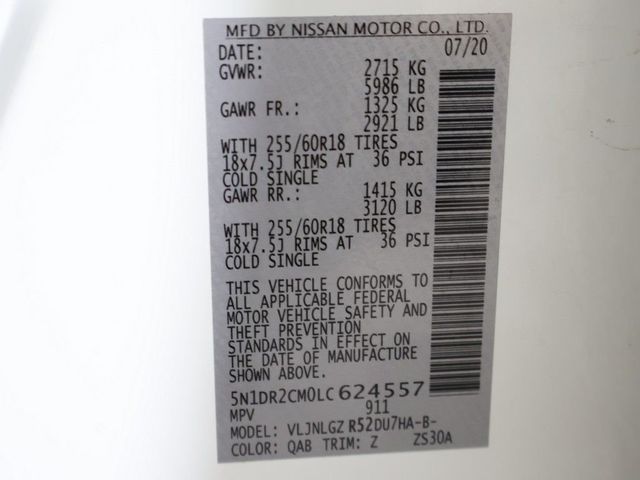 MFD BY NISSAN MOTOR CO., LTD.
DATE: 07/20
GVWR: 2715 KG
5986 LB
GAWR FR.: 1325 KG
2921 LB
WITH 255/60R18 TIRES
18x7.5J RIMS AT 36 PSI
COLD SINGLE
GAWR RR.: 1415 KG
3120 LB
WITH 255/60R18 TIRES
18x7.5J RIMS AT 36 PSI
COLD SINGLE
THIS VEHICLE CONFORMS TO
ALL APPLICABLE FEDERAL
MOTOR VEHICLE SAFETY AND
THEFT PREVENTION
STANDARDS IN EFFECT ON
THE DATE OF MANUFACTURE
SHOWN ABOVE.
5N1DR2CM0LC624557
MPV 911
MODEL: VLJNLGZ R52DU7HA-B-
COLOR: QAB TRIM: Z ZS30A